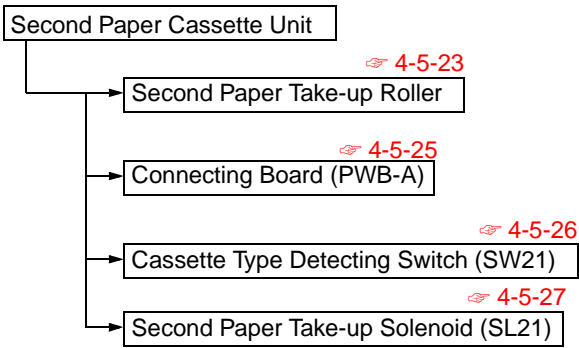 Second Paper Cassette Unit
☞ 4-5-23
Second Paper Take-up Roller
☞ 4-5-25
Connecting Board (PWB-A)
☞ 4-5-26
Cassette Type Detecting Switch (SW21)
☞ 4-5-27
Second Paper Take-up Solenoid (SL21)